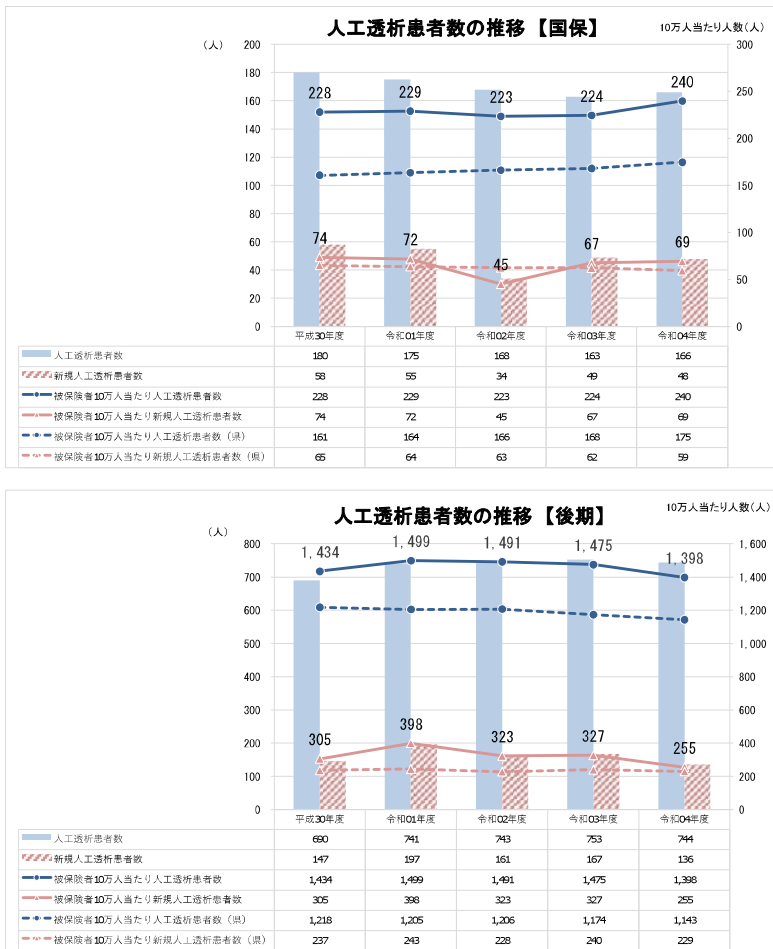 人工透析患者数の推移【国保】
10万人当たり人数(人)
(人)
200 300
180
160 250
140 200
120
100 150
80 100
60
40 50
20
0 0
228 229 223 224 240
74 72 45 67 69
平成30年度 令和01年度 令和02年度 令和03年度 令和04年度
人工透析患者数 180 175 168 163 166
新規人工透析患者数 58 55 34 49 48
被保険者10万人当たり人工透析患者数 228 229 223 224 240
被保険者10万人当たり新規人工透析患者数 74 72 45 67 69
被保険者10万人当たり人工透析患者数(県) 161 164 166 168 175
被保険者10万人当たり新規人工透析患者数(県) 65 64 63 62 59
人工透析患者数の推移【後期】
10万人当たり人数(人)
(人)
800 1,600
700 1,400
600 1,200
500 1,000
400 800
300 600
200 400
100 200
0 0
1,434 1,499 1,491 1,475 1,398
305 398 323 327 255
平成30年度 令和01年度 令和02年度 令和03年度 令和04年度
人工透析患者数 690 741 743 753 744
新規人工透析患者数 147 197 161 167 136
被保険者10万人当たり人工透析患者数 1,434 1,499 1,491 1,475 1,398
被保険者10万人当たり新規人工透析患者数 305 398 323 327 255
被保険者10万人当たり人工透析患者数(県) 1,218 1,205 1,206 1,174 1,143
被保険者10万人当たり新規人工透析患者数(県) 237 243 228 240 229